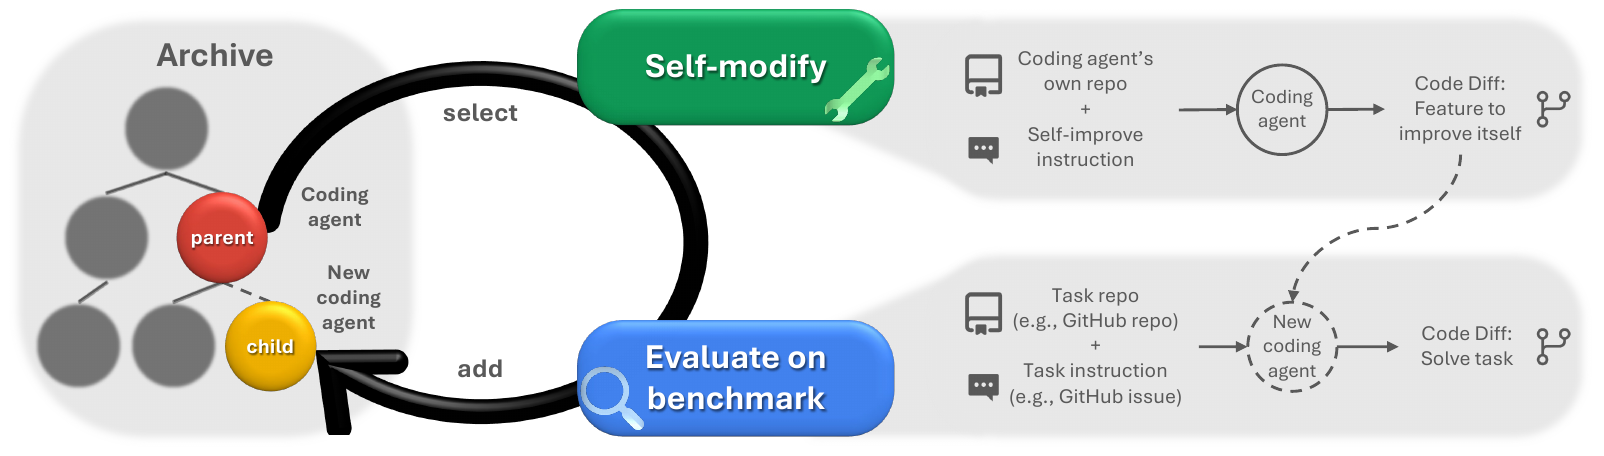 Archive
select
Coding
agent
parent
New
coding
agent
child
add
Self-modify
Evaluate on
benchmark
Coding agent's
own repo
+
Self-improve
instruction
Coding
agent
Code Diff:
Feature to
improve itself
Task repo
(e.g., GitHub repo)
+
Task instruction
(e.g., GitHub issue)
New
coding
agent
Code Diff:
Solve task